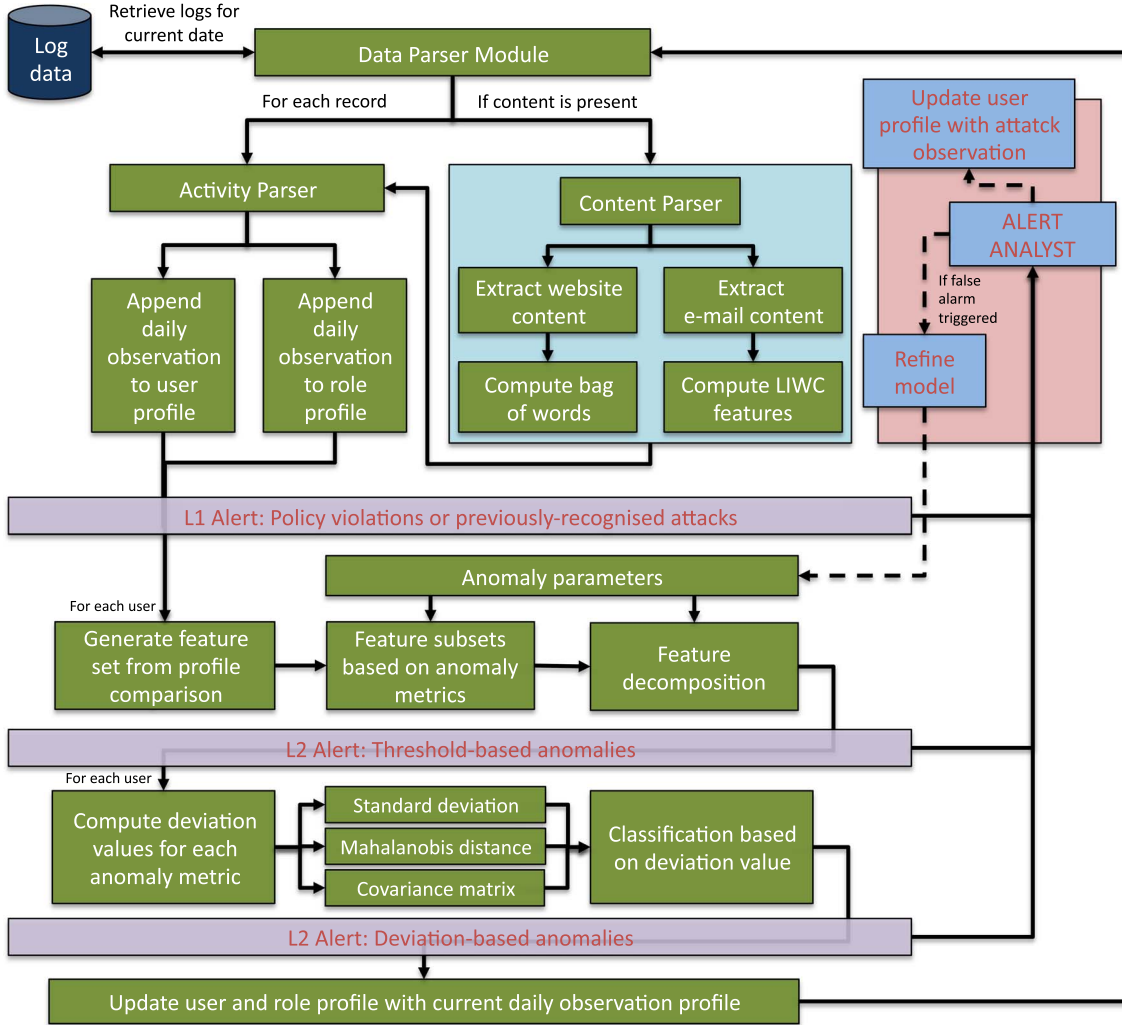 Log
data
Retrieve logs for
current date
Data Parser Module
For each record
If content is present
Update user
profile with attatck
observation
Activity Parser
Content Parser
ALERT
ANALYST
Append
daily
observation
to user
profile
Append
daily
observation
to role
profile
Extract website
content
Extract
e-mail content
If false
alarm
triggered
Compute bag
of words
Compute LIWC
features
Refine
model
L1 Alert: Policy violations or previously-recognised attacks
Anomaly parameters
For each user
Generate feature
set from profile
comparison
Feature subsets
based on anomaly
metrics
Feature
decomposition
L2 Alert: Threshold-based anomalies
For each user
Compute deviation
values for each
anomaly metric
Standard deviation
Mahalanobis distance
Covariance matrix
Classification based
on deviation value
L2 Alert: Deviation-based anomalies
Update user and role profile with current daily observation profile